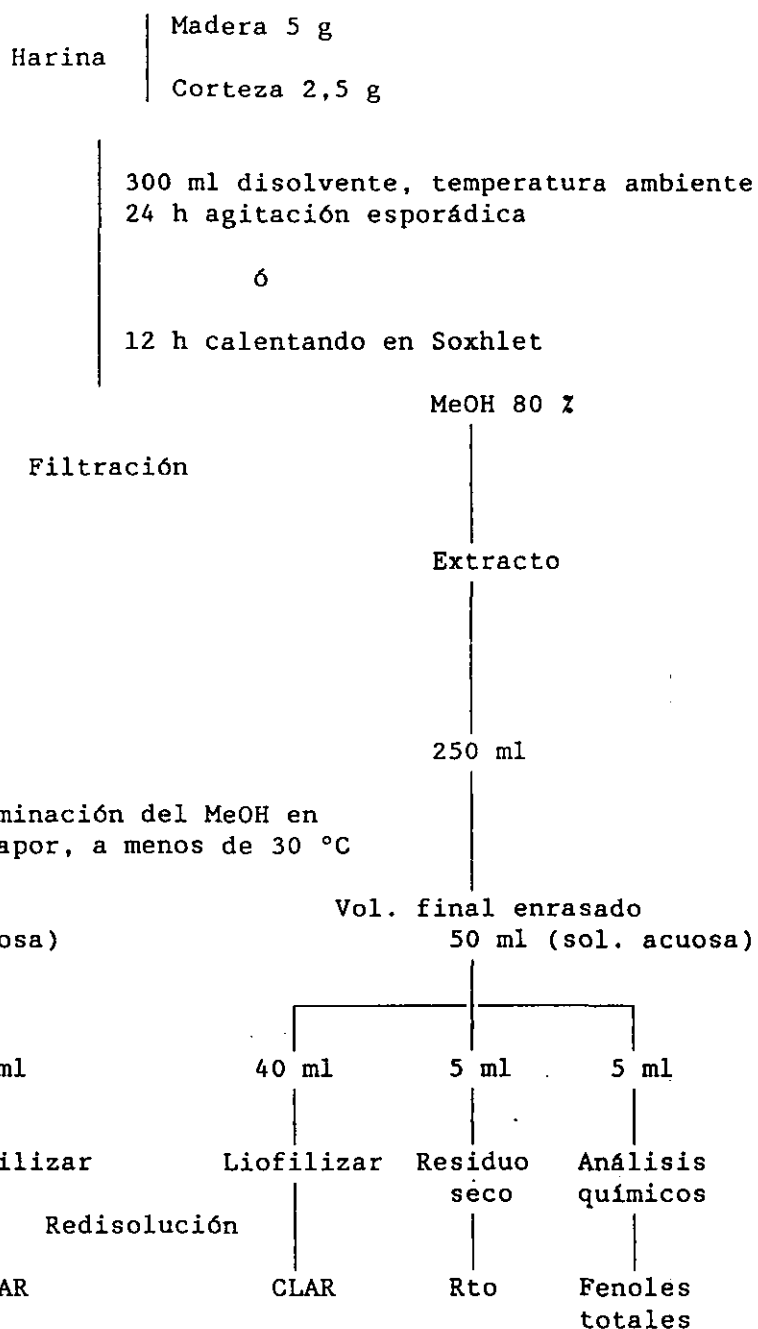 Madera 5 g
Harina
Corteza 2,5 g
300 ml disolvente, temperatura ambiente
24 h agitación esporádica
ó
12 h calentando en Soxhlet
MeOH 80 %
Filtración
Extracto
250 ml
minación del MeOH en
apor, a menos de 30 °C
Vol. final enrasado
osa) 50 ml (sol. acuosa)
ml 40 ml 5 ml 5 ml
ilizar Liofilizar Residuo Análisis
seco químicos
Redisolución
AR CLAR Rto Fenoles
totales